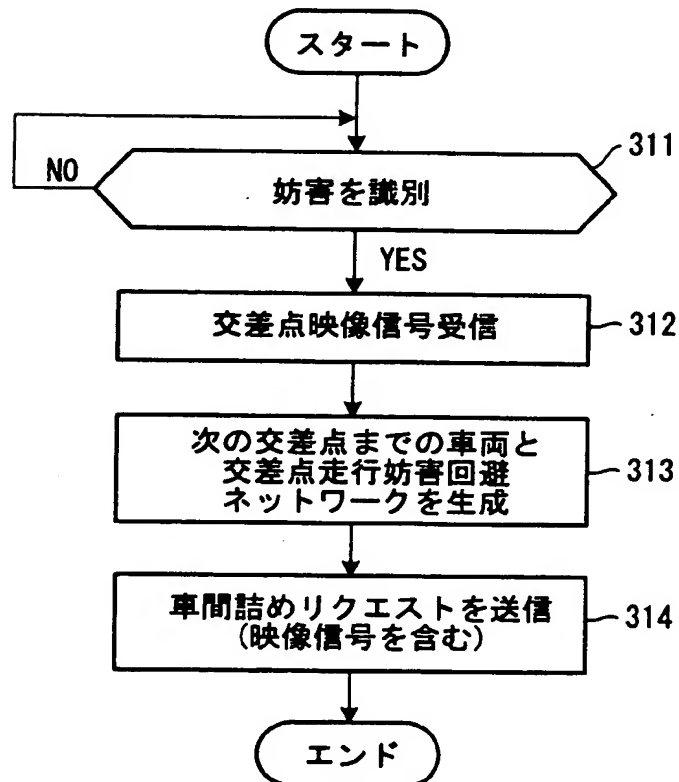 スタート
NO
妨害を識別
311
YES
交差点映像信号受信
312
次の交差点までの車両と
交差点走行妨害回避
ネットワークを生成
313
車間詰めリクエストを送信
(映像信号を含む)
314
エンド